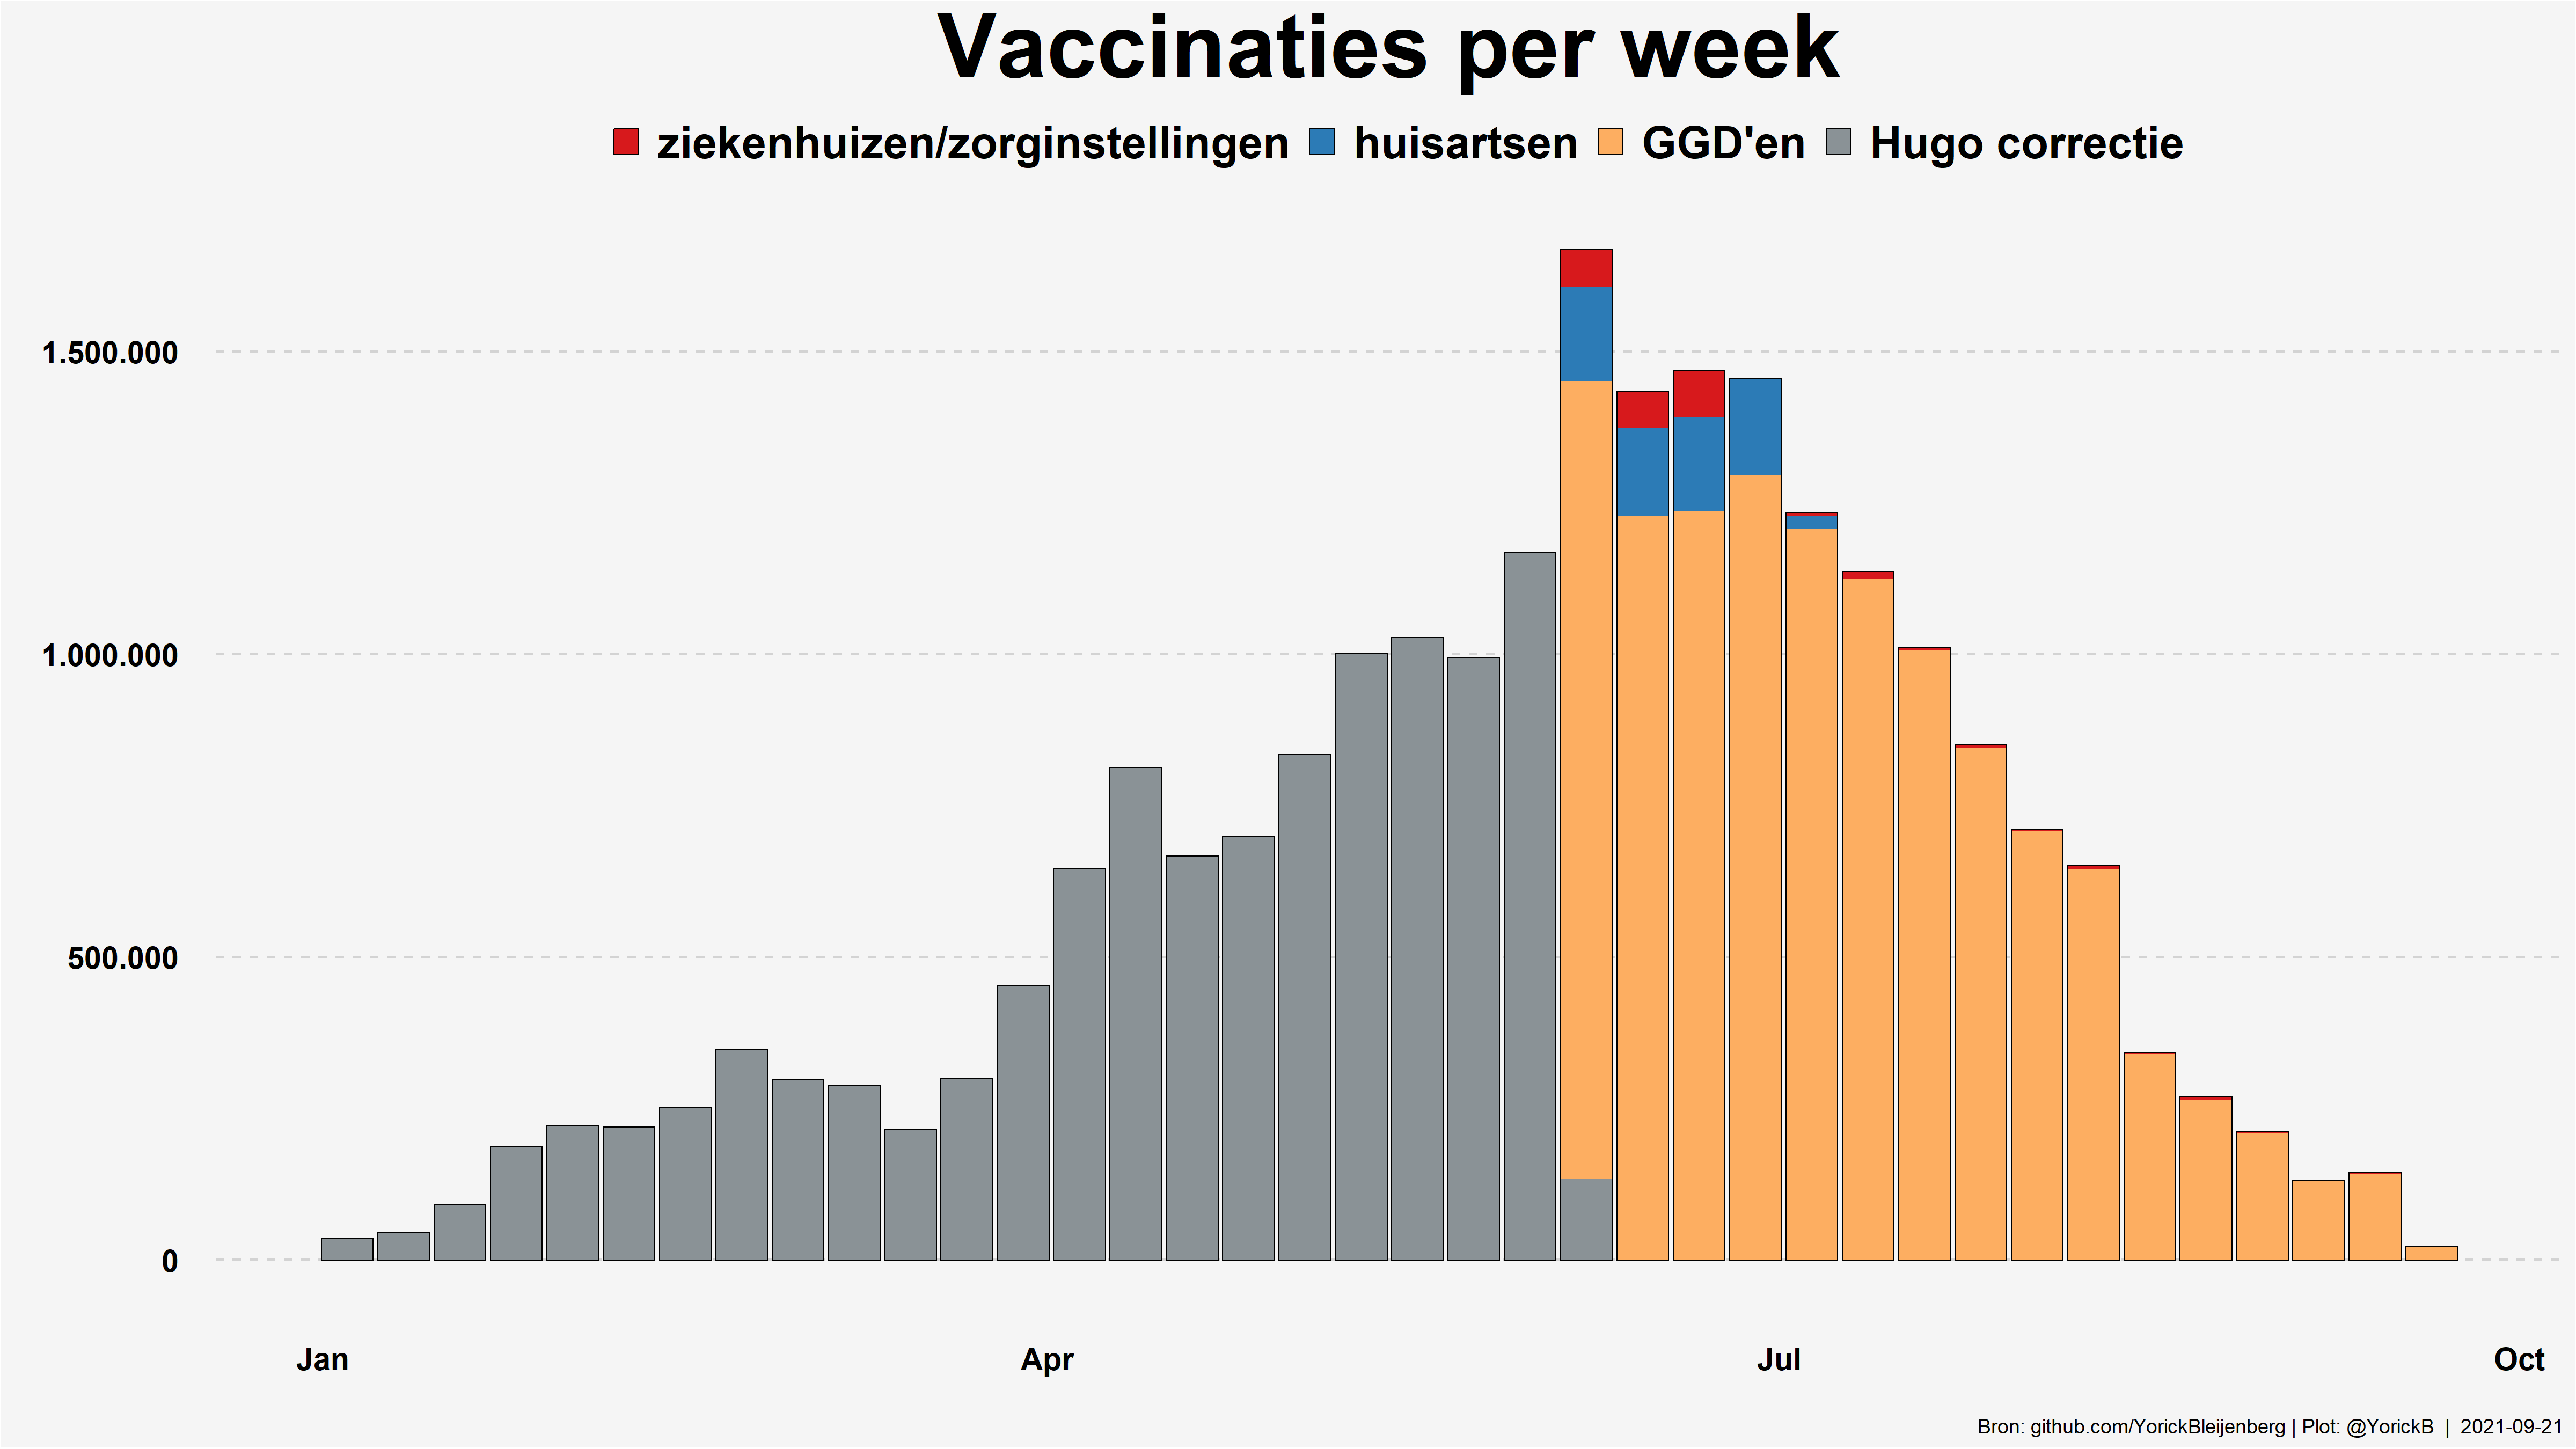 Vaccinaties per week
ziekenhuizen/zorginstellingen huisartsen GGD'en Hugo correctie
1.500.000
1.000.000
500.000
0
Jan Apr Jul Oct
Bron: github.com/YorickBleijenberg | Plot: @YorickB | 2021-09-21